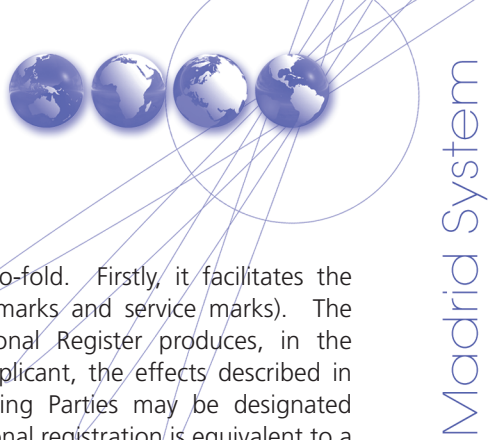 o-fold. Firstly, it facilitates the
marks and service marks). The
onal Register produces, in the
plicant, the effects described in
ing Parties may be designated
onal registration is equivalent to a
Madrid System